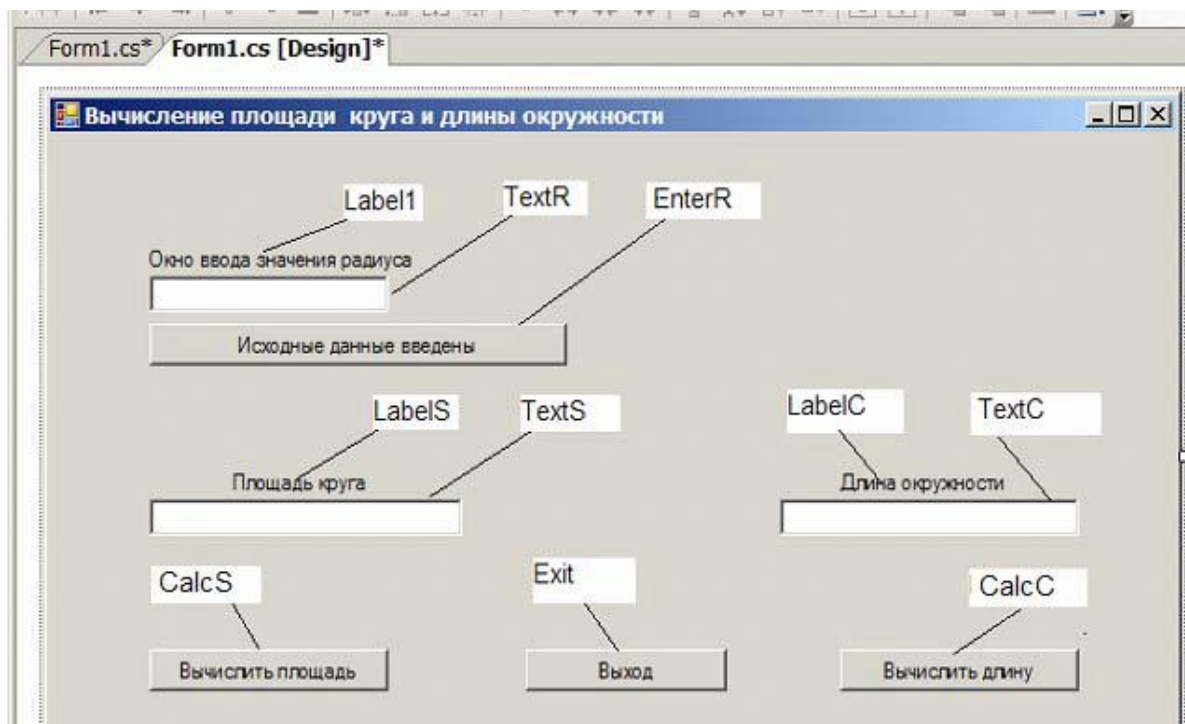 Form1.cs* Form1.cs [Design]*
Вычисление площади круга и длины окружности
Label1 TextR EnterR
Окно ввода значения радиуса
Исходные данные введены
LabelS TextS LabelC TextC
Площадь круга Длина окружности
CalcS Exit CalcC
Вычислить площадь Выход Вычислить длину